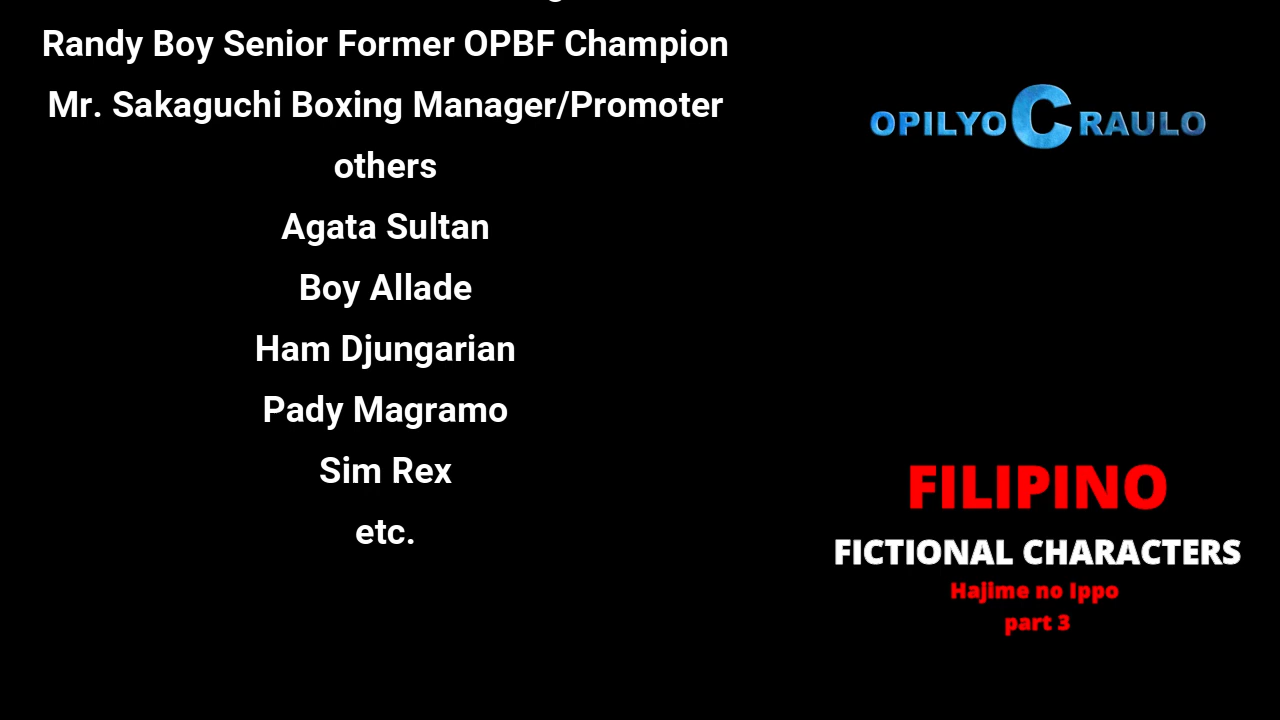 Randy Boy Senior Former OPBF Champion
Mr. Sakaguchi Boxing Manager/Promoter
others
Agata Sultan
Boy Allade
Ham Djungarian
Pady Magramo
Sim Rex
etc.
OPILYO C RAULO
FILIPINO
FICTIONAL CHARACTERS
Hajime no Ippo
part 3